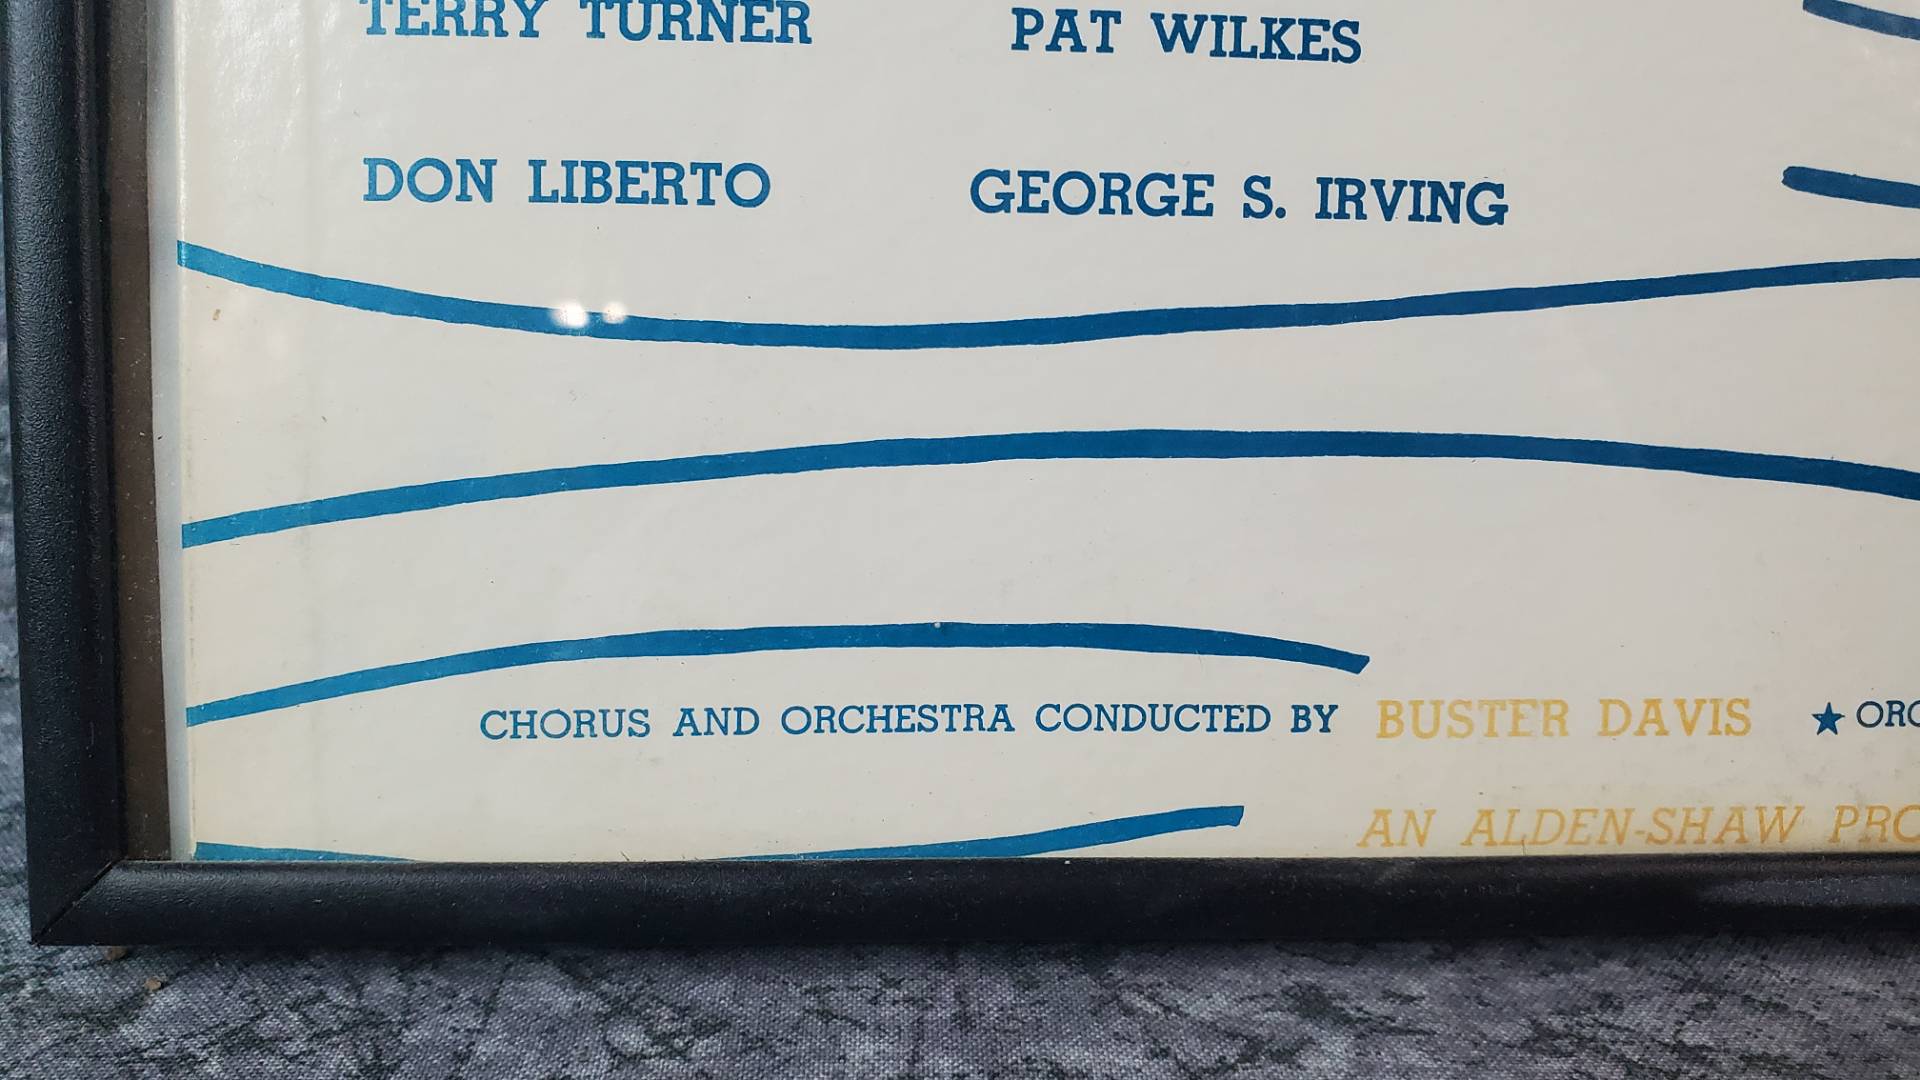 TERRY TURNER PAT WILKES
DON LIBERTO GEORGE S. IRVING
CHORUS AND ORCHESTRA CONDUCTED BY BUSTER DAVIS ★
AN ALDEN-SHAW